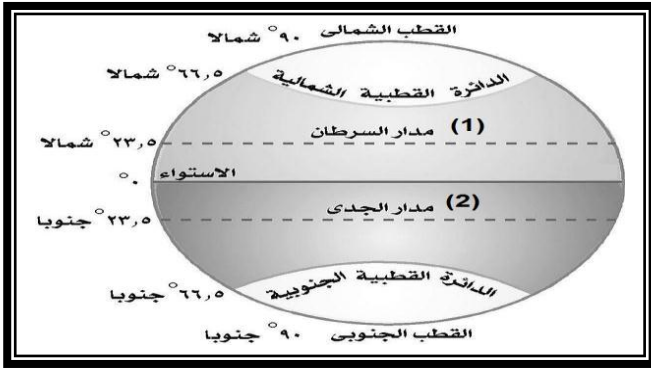 القطب الشمالى ٩٠° شمالا
الدائرة القطبية الشمالية ٦٦,٥° شمالا
(1) مدار السرطان ٢٣,٥° شمالا
الاستواء ٠°
(2) مدار الجدى ٢٣,٥° جنوبا
الدائرة القطبية الجنوبية ٦٦,٥° جنوبا
القطب الجنوبى ٩٠° جنوبا